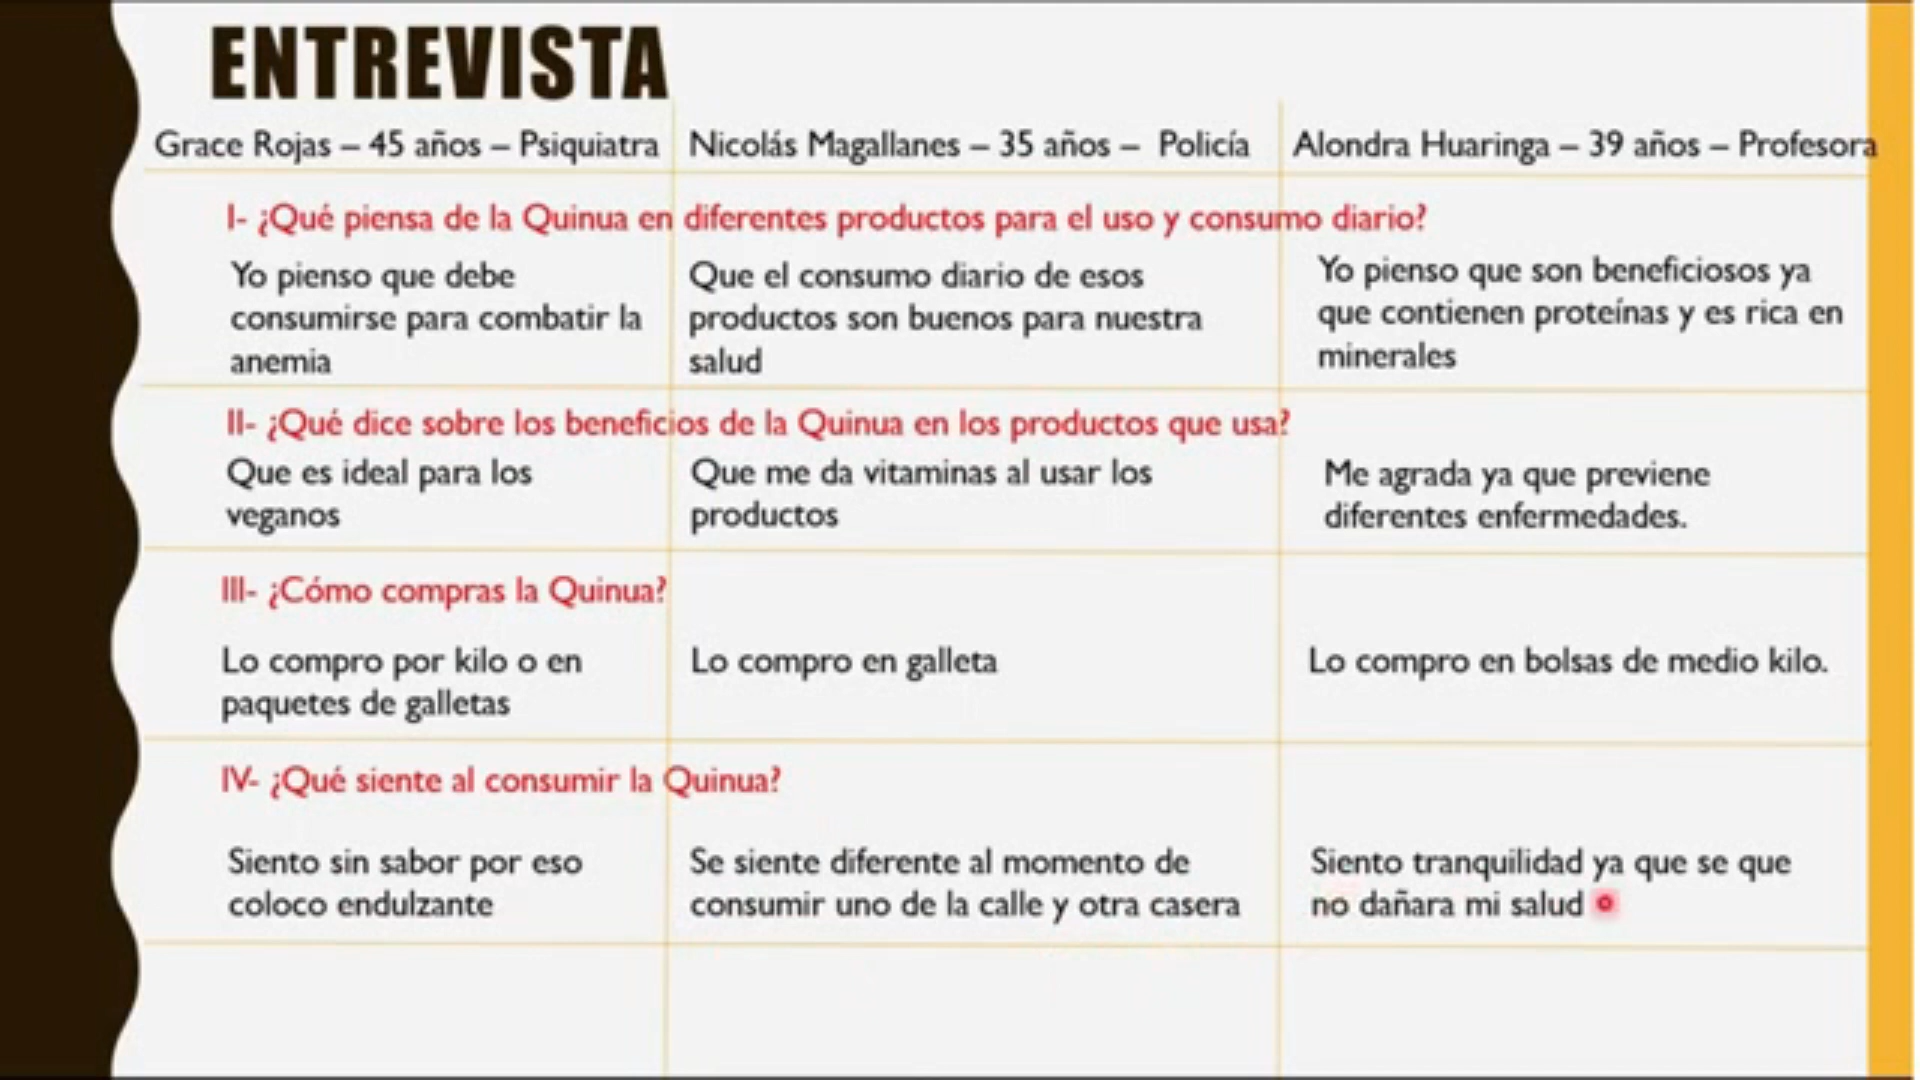 ENTREVISTA
Grace Rojas – 45 años – Psiquiatra
Nicolás Magallanes – 35 años – Policía
Alondra Huaringa – 39 años – Profesora
I- ¿Qué piensa de la Quinua en diferentes productos para el uso y consumo diario?
Yo pienso que debe
consumirse para combatir la
anemia
Que el consumo diario de esos
productos son buenos para nuestra
salud
Yo pienso que son beneficiosos ya
que contienen proteínas y es rica en
minerales
II- ¿Qué dice sobre los beneficios de la Quinua en los productos que usa?
Que es ideal para los
veganos
Que me da vitaminas al usar los
productos
Me agrada ya que previene
diferentes enfermedades.
III- ¿Cómo compras la Quinua?
Lo compro por kilo o en
paquetes de galletas
Lo compro en galleta
Lo compro en bolsas de medio kilo.
IV- ¿Qué siente al consumir la Quinua?
Siento sin sabor por eso
coloco endulzante
Se siente diferente al momento de
consumir uno de la calle y otra casera
Siento tranquilidad ya que se que
no dañara mi salud